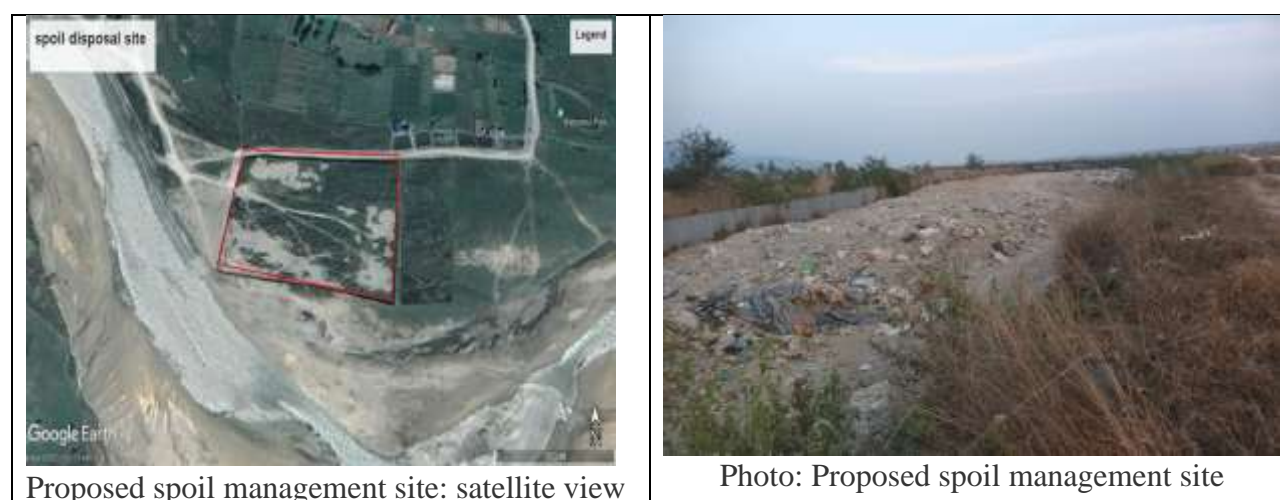 spoil disposal site
Legend
Google Earth
N
Proposed spoil management site: satellite view
Photo: Proposed spoil management site